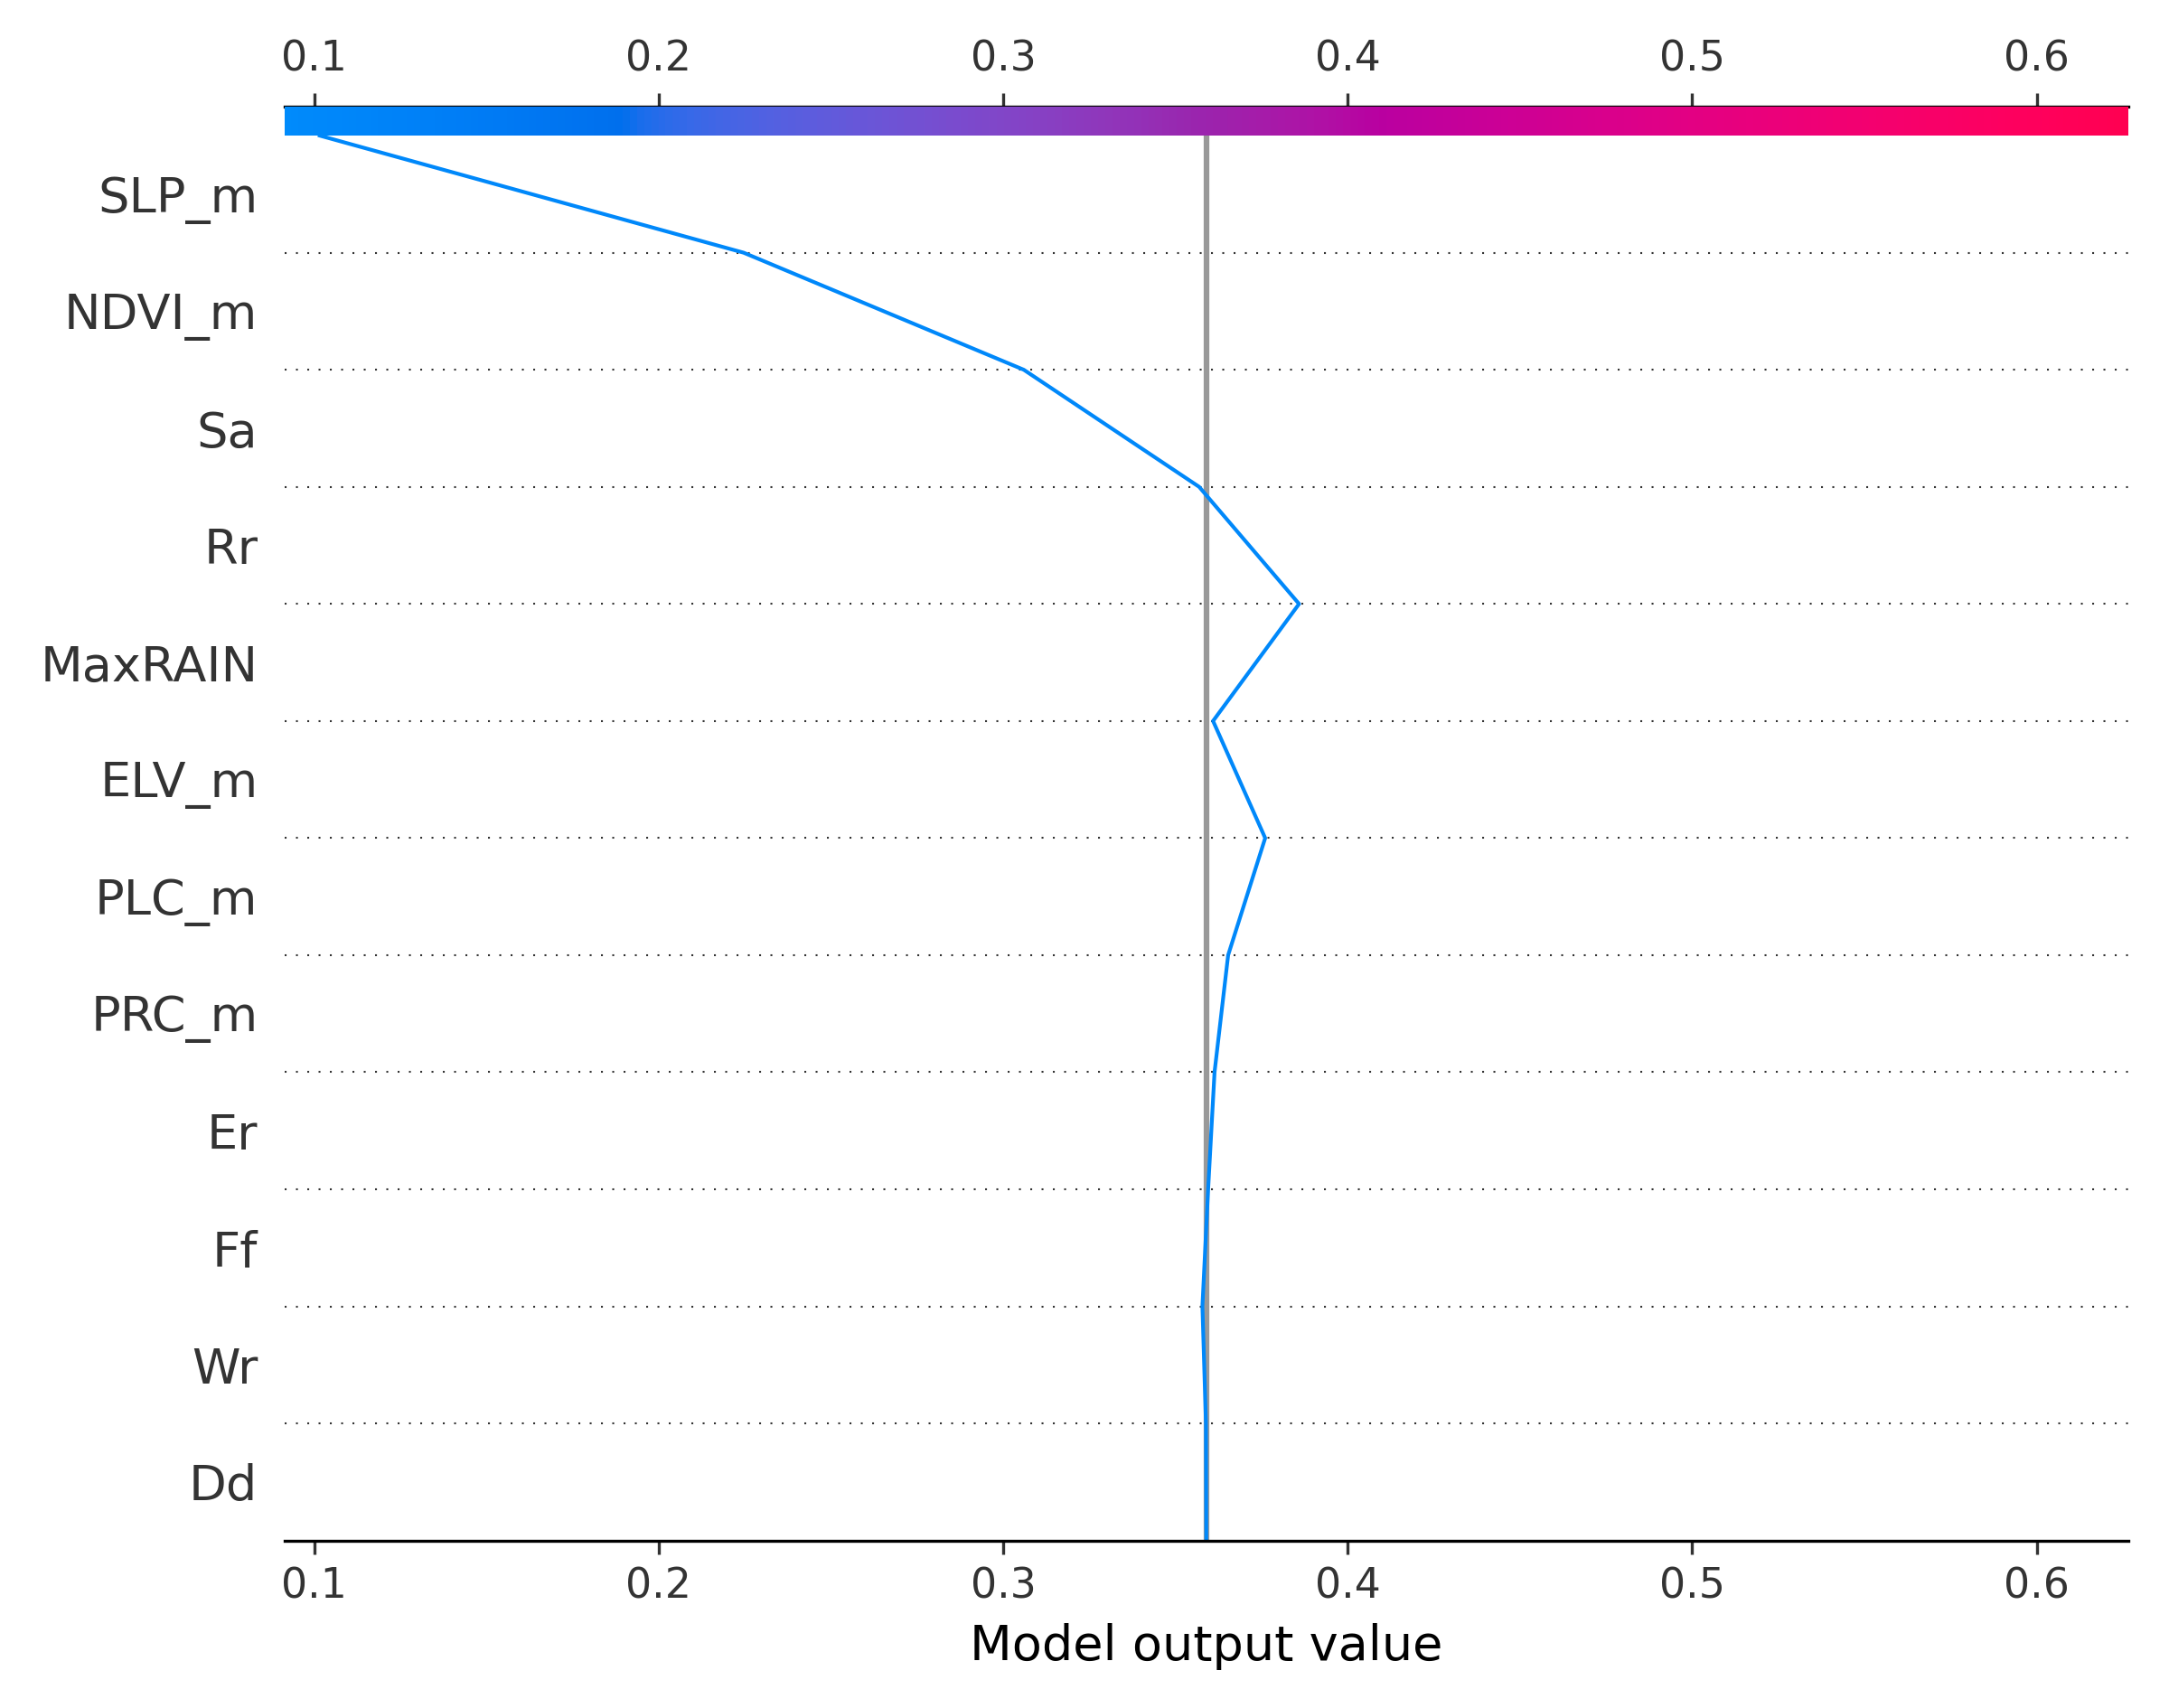 0.1 0.2 0.3 0.4 0.5 0.6
SLP_m
NDVI_m
Sa
Rr
MaxRAIN
ELV_m
PLC_m
PRC_m
Er
Ff
Wr
Dd
0.1 0.2 0.3 0.4 0.5 0.6
Model output value